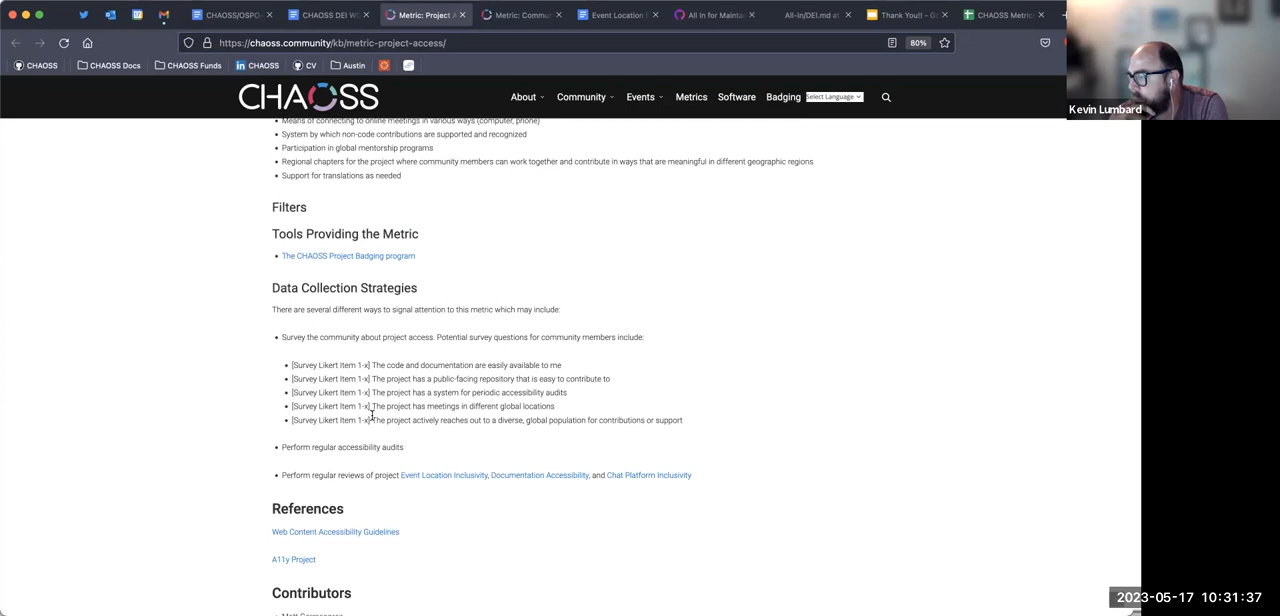 CHAOSS/OSPO
CHAOSS DEI W
Metric: Project A
Metric: Commu
Event Location I
All In for Mainta
All-In/DEI.md at
Thank You!! - G
CHAOSS Metric
https://chaoss.community/kb/metric-project-access/
80%
CHAOSS
CHAOSS Docs
CHAOSS Funds
CHAOSS
CV
Austin
CHAOSS
About
Community
Events
Metrics
Software
Badging
Select Language
Kevin Lumbard
Means of connecting to online meetings in various ways (computer, phone)
• System by which non-code contributions are supported and recognized
• Participation in global mentorship programs
• Regional chapters for the project where community members can work together and contribute in ways that are meaningful in different geographic regions
• Support for translations as needed
Filters
Tools Providing the Metric
• The CHAOSS Project Badging program
Data Collection Strategies
There are several different ways to signal attention to this metric which may include:
• Survey the community about project access. Potential survey questions for community members include:
• [Survey Likert Item 1-x] The code and documentation are easily available to me
• [Survey Likert Item 1-x] The project has a public-facing repository that is easy to contribute to
• [Survey Likert Item 1-x] The project has a system for periodic accessibility audits
• [Survey Likert Item 1-x] The project has meetings in different global locations
• [Survey Likert Item 1-x] The project actively reaches out to a diverse, global population for contributions or support
• Perform regular accessibility audits
• Perform regular reviews of project Event Location Inclusivity, Documentation Accessibility, and Chat Platform Inclusivity
References
Web Content Accessibility Guidelines
A11y Project
Contributors
2023-05-17 10:31:37